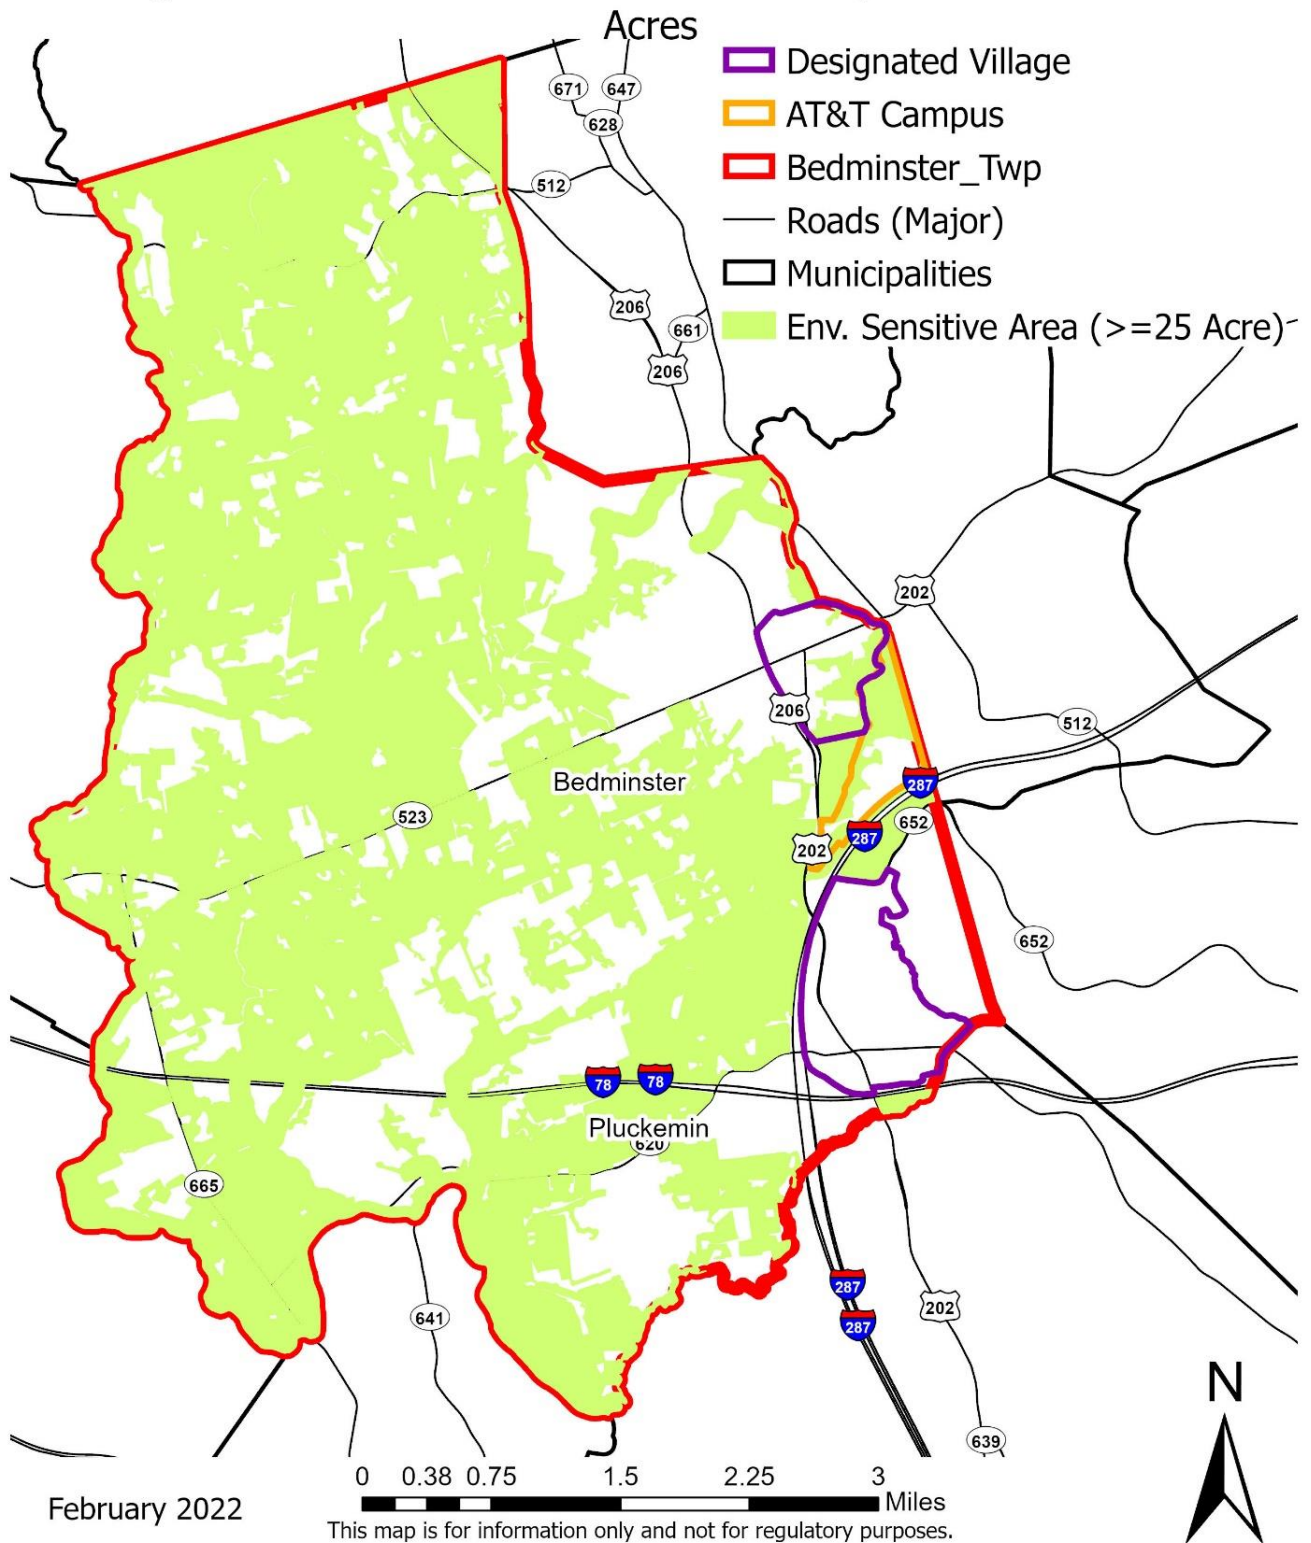 Acres
Designated Village
AT&T Campus
Bedminster_Twp
Roads (Major)
Municipalities
Env. Sensitive Area (>=25 Acre)
671
647
628
512
206
661
206
202
206
512
Bedminster
287
523
652
287
202
652
78
78
Pluckemin
620
665
287
202
641
287
N
639
0 0.38 0.75 1.5 2.25 3
Miles
February 2022
This map is for information only and not for regulatory purposes.